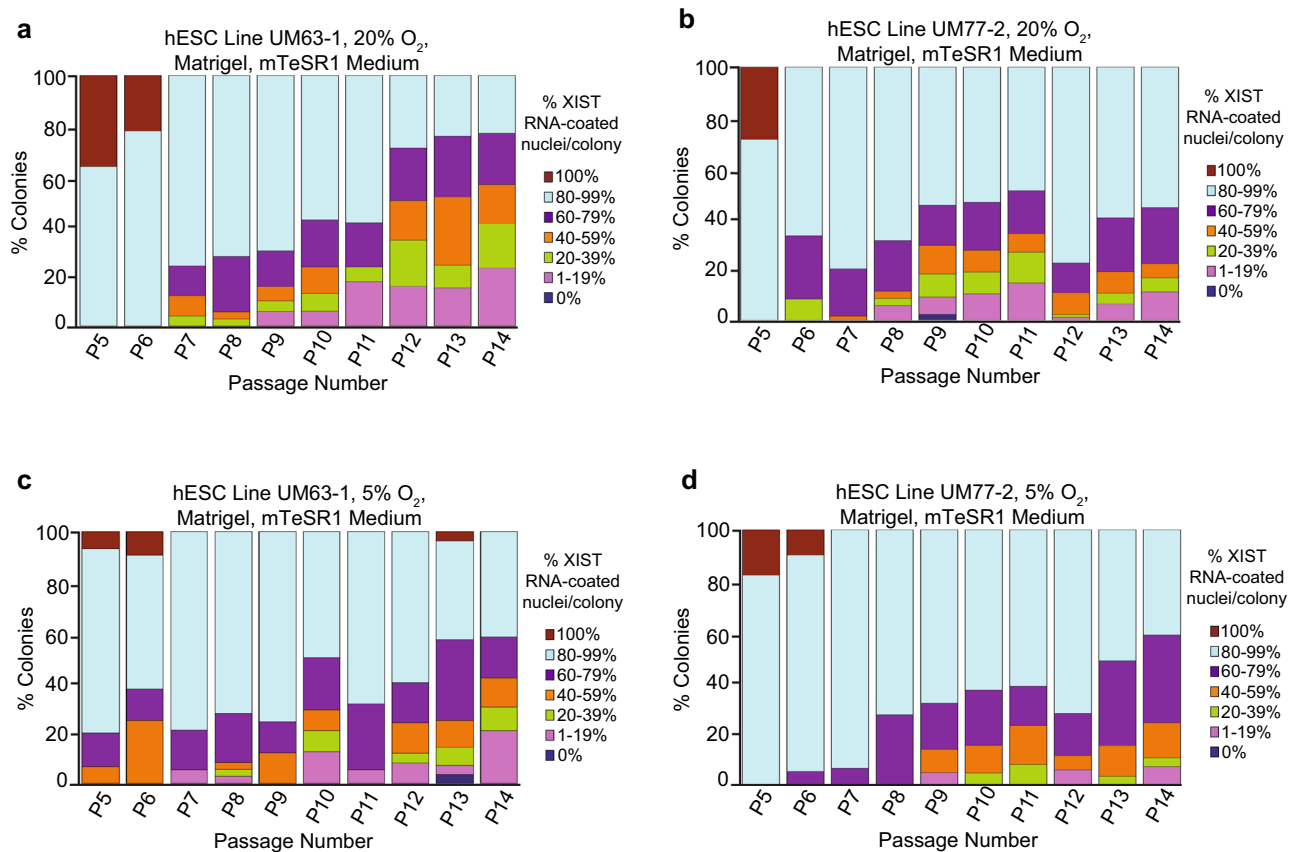 a
hESC Line UM63-1, 20% O₂,
Matrigel, mTeSR1 Medium
100
80
60
40
20
0
% Colonies
P5 P6 P7 P8 P9 P10 P11 P12 P13 P14
Passage Number
% XIST
RNA-coated
nuclei/colony
100%
80-99%
60-79%
40-59%
20-39%
1-19%
0%
b
hESC Line UM77-2, 20% O₂,
Matrigel, mTeSR1 Medium
100
80
60
40
20
0
% Colonies
P5 P6 P7 P8 P9 P10 P11 P12 P13 P14
Passage Number
% XIST
RNA-coated
nuclei/colony
100%
80-99%
60-79%
40-59%
20-39%
1-19%
0%
c
hESC Line UM63-1, 5% O₂,
Matrigel, mTeSR1 Medium
100
80
60
40
20
0
% Colonies
P5 P6 P7 P8 P9 P10 P11 P12 P13 P14
Passage Number
% XIST
RNA-coated
nuclei/colony
100%
80-99%
60-79%
40-59%
20-39%
1-19%
0%
d
hESC Line UM77-2, 5% O₂,
Matrigel, mTeSR1 Medium
100
80
60
40
20
0
% Colonies
P5 P6 P7 P8 P9 P10 P11 P12 P13 P14
Passage Number
% XIST
RNA-coated
nuclei/colony
100%
80-99%
60-79%
40-59%
20-39%
1-19%
0%